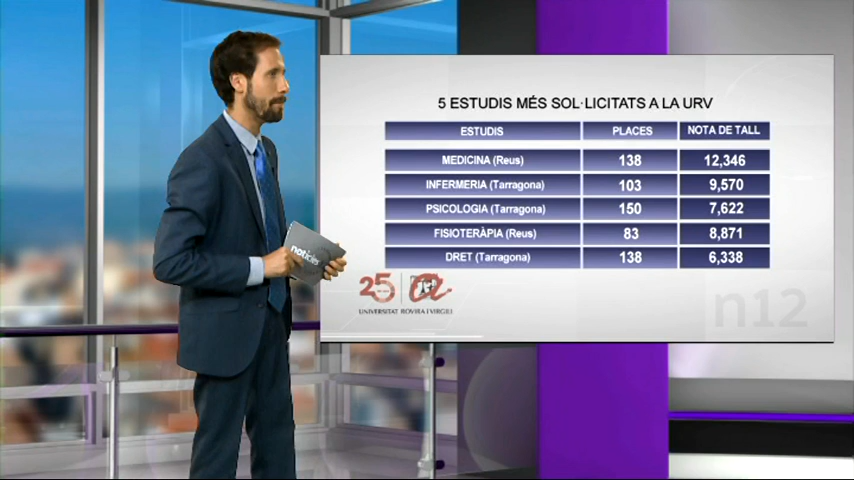 5 ESTUDIS MÉS SOL·LICITATS A LA URV
ESTUDIS PLACES NOTA DE TALL
MEDICINA (Reus) 138 12,346
INFERMERIA (Tarragona) 103 9,570
PSICOLOGIA (Tarragona) 150 7,622
FISIOTERÀPIA (Reus) 83 8,871
DRET (Tarragona) 138 6,338
notícies
25
UNIVERSITAT ROVIRA I VIRGILI
n12